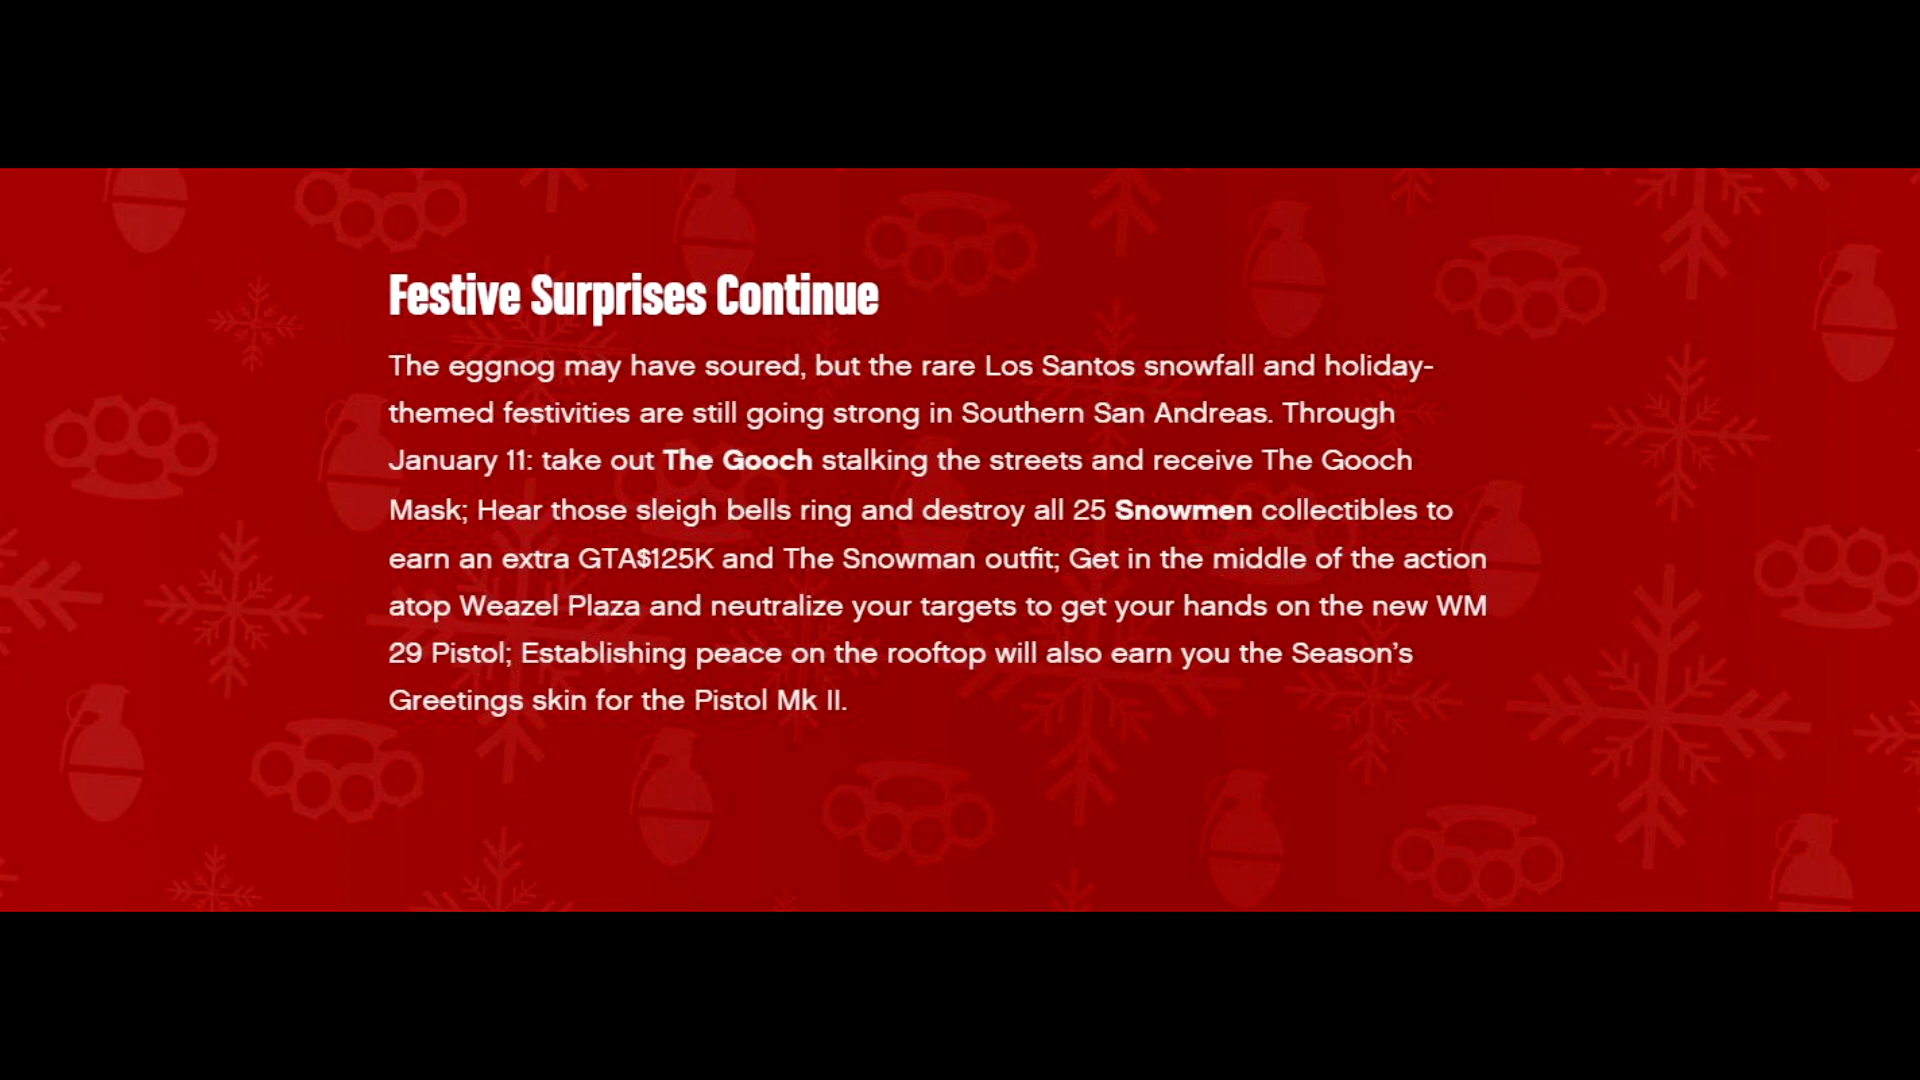 Festive Surprises Continue
The eggnog may have soured, but the rare Los Santos snowfall and holiday-
themed festivities are still going strong in Southern San Andreas. Through
January 11: take out The Gooch stalking the streets and receive The Gooch
Mask; Hear those sleigh bells ring and destroy all 25 Snowmen collectibles to
earn an extra GTA$125K and The Snowman outfit; Get in the middle of the action
atop Weazel Plaza and neutralize your targets to get your hands on the new WM
29 Pistol; Establishing peace on the rooftop will also earn you the Season’s
Greetings skin for the Pistol Mk II.